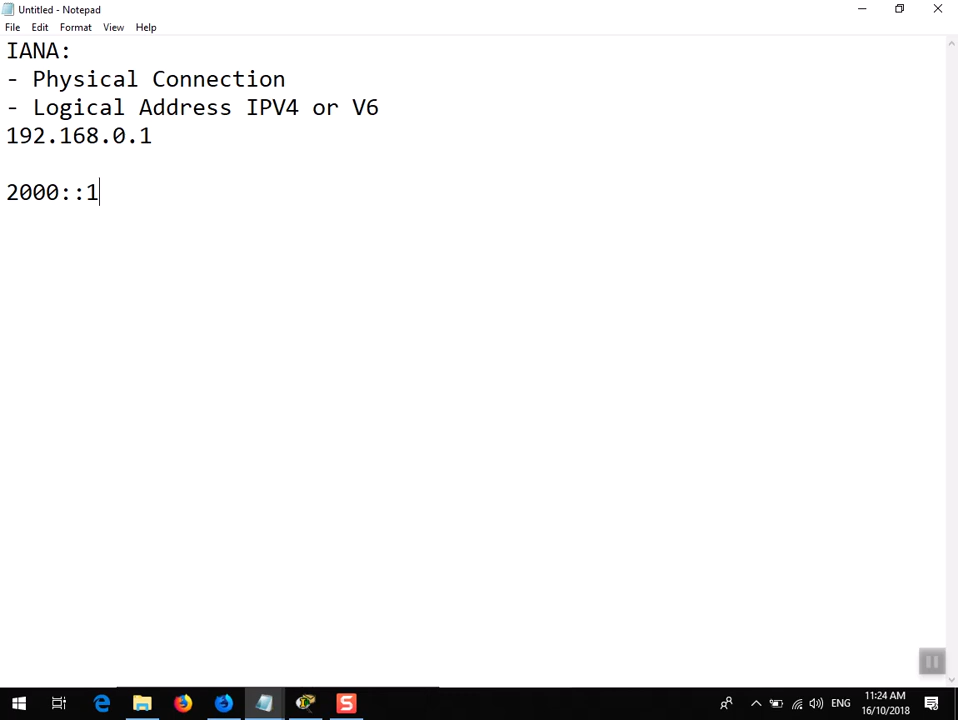 Untitled - Notepad
File Edit Format View Help
IANA:
- Physical Connection
- Logical Address IPV4 or V6
192.168.0.1
2000::1
ENG
11:24 AM
16/10/2018